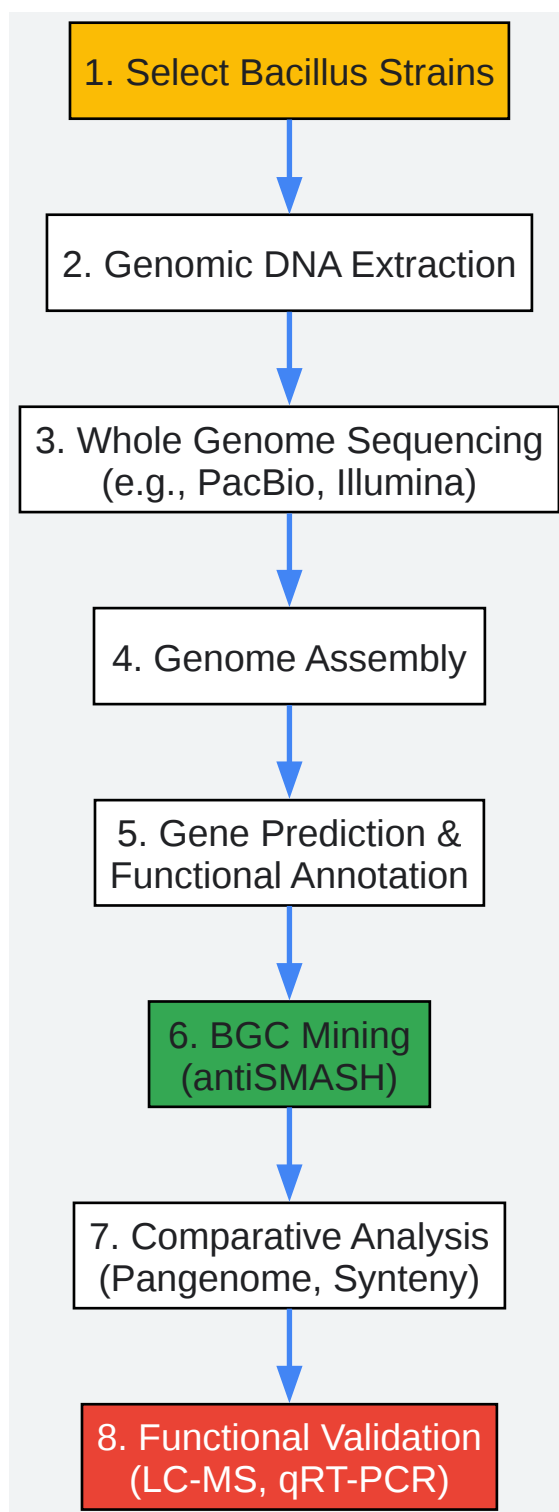 1. Select Bacillus Strains
2. Genomic DNA Extraction
3. Whole Genome Sequencing
(e.g., PacBio, Illumina)
4. Genome Assembly
5. Gene Prediction &
Functional Annotation
6. BGC Mining
(antiSMASH)
7. Comparative Analysis
(Pangenome, Synteny)
8. Functional Validation
(LC-MS, qRT-PCR)